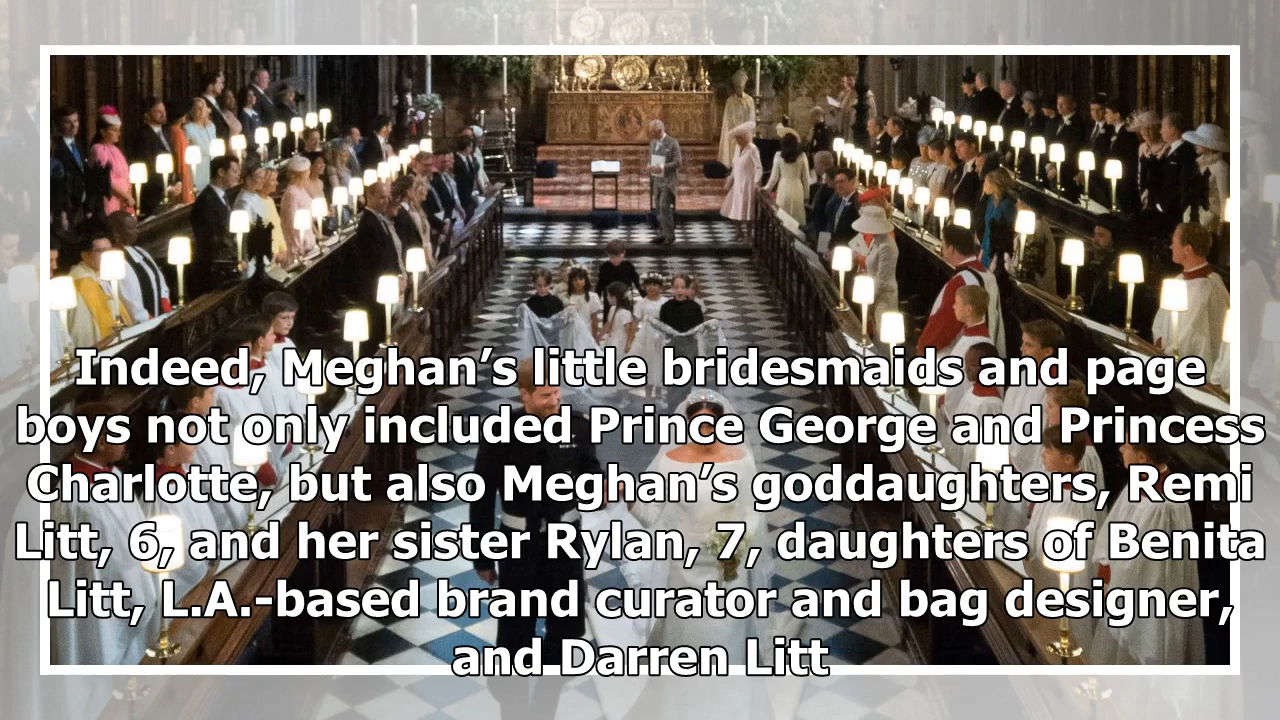 Indeed, Meghan’s little bridesmaids and page
boys not only included Prince George and Princess
Charlotte, but also Meghan’s goddaughters, Remi
Litt, 6, and her sister Rylan, 7, daughters of Benita
Litt, L.A.-based brand curator and bag designer,
and Darren Litt